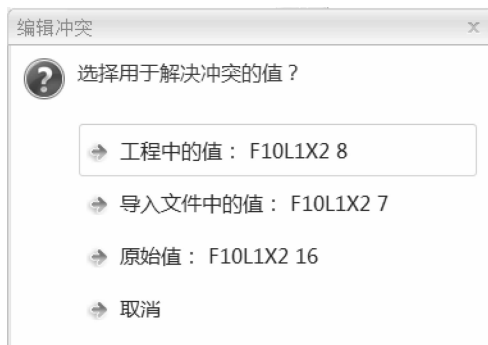 编辑冲突
选择用于解决冲突的值？
工程中的值： F10L1X2 8
导入文件中的值： F10L1X2 7
原始值： F10L1X2 16
取消